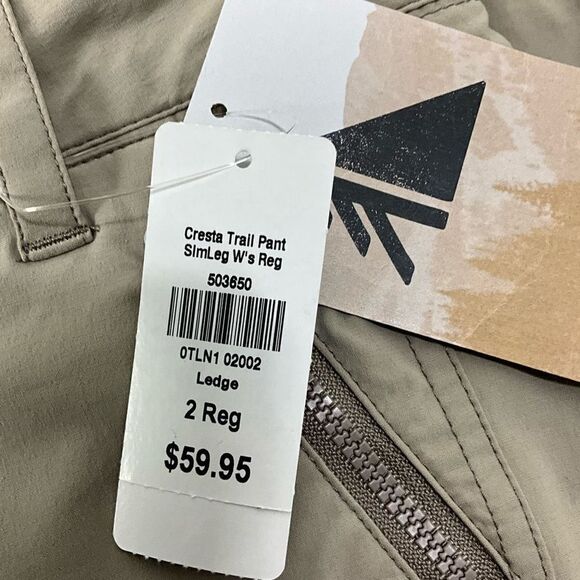 Cresta Trail Pant
SlmLeg W's Reg
503650
0TLN1 02002
Ledge
2 Reg
$59.95